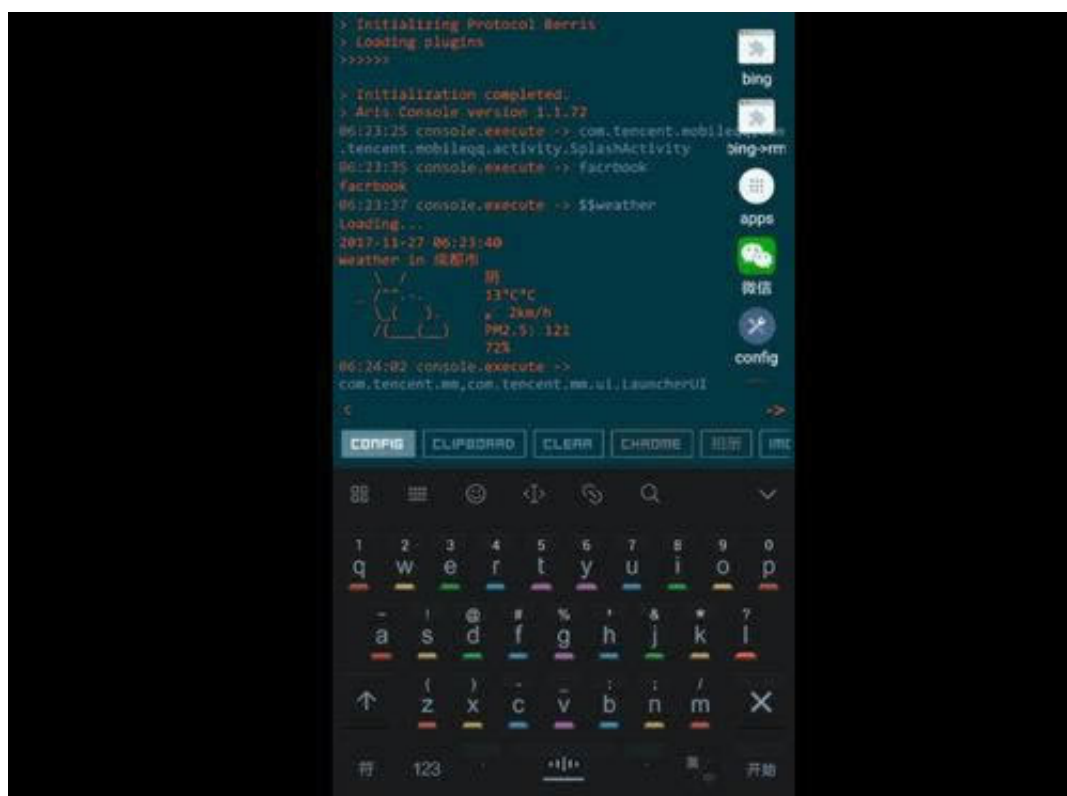 > Initializing Protocol Berris
> Loading plugins
>>>>>>
> Initialization completed.
> Aris Console version 1.1.72
06:23:25 console.execute -> com.tencent.mobile
.tencent.mobileqq.activity.SplashActivity
06:23:35 console.execute -> facrbook
facrbook
06:23:37 console.execute -> $$weather
Loading...
2017-11-27 06:23:40
weather in 成都市
阴
13°C°C
2km/h
PM2.5: 121
72%
06:24:02 console.execute ->
com.tencent.mm,com.tencent.mm.ui.LauncherUI
< ->
bing
bing->rm
apps
微信
config
CONFIG CLIPBOARD CLEAR CHROME
1 2 3 4 5 6 7 8 9 0
q w e r t y u i o p
~ ! @ # % ' & * ?
a s d f g h j k l
( ) - _ : ; /
z x c v b n m
符 123 开始